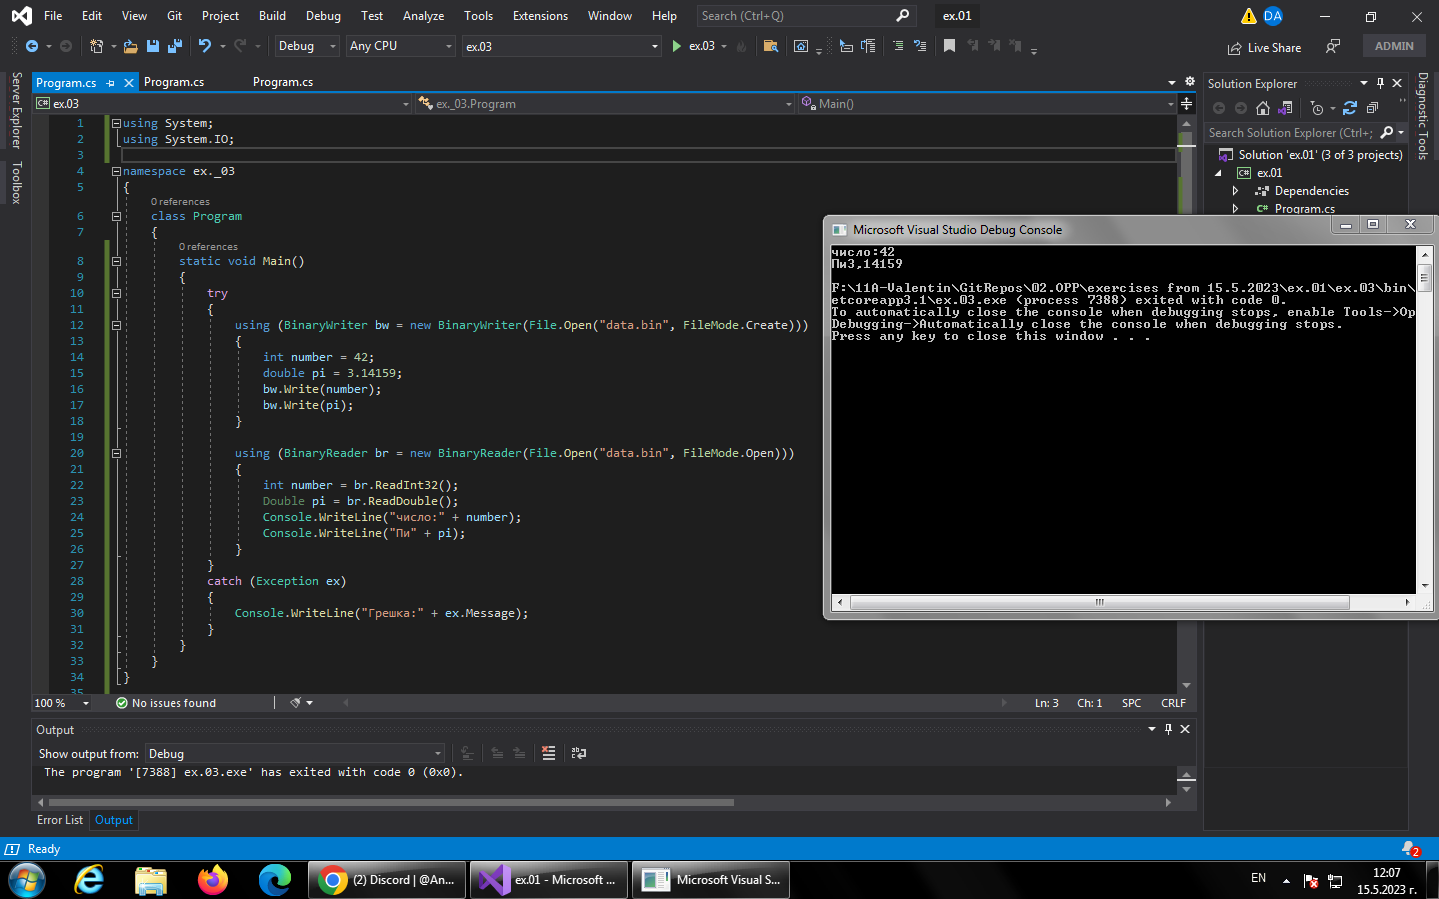 File Edit View Git Project Build Debug Test Analyze Tools Extensions Window Help Search (Ctrl+Q) ex.01 DA
Debug Any CPU ex.03 ex.03 Live Share ADMIN
Server Explorer
Toolbox
Program.cs Program.cs Program.cs
C# ex.03 ex._03.Program Main()
1 using System;
2 using System.IO;
3
4 namespace ex._03
5 {
0 references
6 class Program
7 {
0 references
8 static void Main()
9 {
10 try
11 {
12 using (BinaryWriter bw = new BinaryWriter(File.Open("data.bin", FileMode.Create)))
13 {
14 int number = 42;
15 double pi = 3.14159;
16 bw.Write(number);
17 bw.Write(pi);
18 }
19
20 using (BinaryReader br = new BinaryReader(File.Open("data.bin", FileMode.Open)))
21 {
22 int number = br.ReadInt32();
23 Double pi = br.ReadDouble();
24 Console.WriteLine("число:" + number);
25 Console.WriteLine("Пи" + pi);
26 }
27 }
28 catch (Exception ex)
29 {
30 Console.WriteLine("Грешка:" + ex.Message);
31 }
32 }
33 }
34 }
35
100 % No issues found Ln: 3 Ch: 1 SPC CRLF
Solution Explorer
Search Solution Explorer (Ctrl+;
Solution 'ex.01' (3 of 3 projects)
C# ex.01
Dependencies
C# Program.cs
Diagnostic Tools
Microsoft Visual Studio Debug Console
число:42
Пи3,14159
F:\11A-Valentin\GitRepos\02.OPP\exercises from 15.5.2023\ex.01\ex.03\bin\
etcoreapp3.1\ex.03.exe (process 7388) exited with code 0.
To automatically close the console when debugging stops, enable Tools->Op
Debugging->Automatically close the console when debugging stops.
Press any key to close this window . . .
Output
Show output from: Debug
The program '[7388] ex.03.exe' has exited with code 0 (0x0).
Error List Output
Ready 2
(2) Discord | @An... ex.01 - Microsoft ... Microsoft Visual S... EN 12:07
15.5.2023 г.